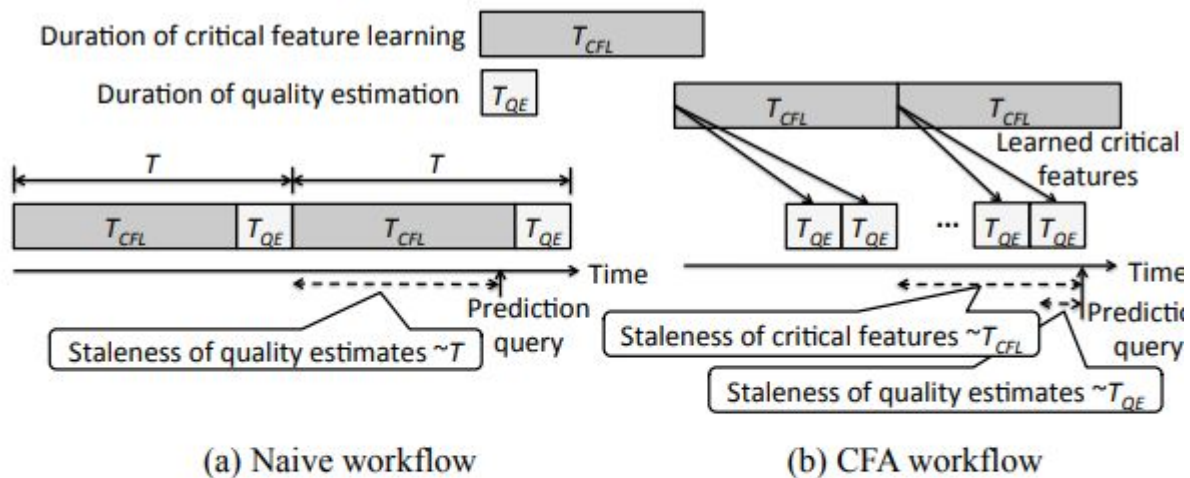 Duration of critical feature learning
T_CFL
Duration of quality estimation
T_QE
T
T
T_CFL
T_QE
T_CFL
T_QE
Time
Prediction
query
Staleness of quality estimates ~T
(a) Naive workflow
T_CFL
T_CFL
Learned critical
features
T_QE
T_QE
...
T_QE
T_QE
Time
Predictio
query
Staleness of critical features ~T_CFL
Staleness of quality estimates ~T_QE
(b) CFA workflow